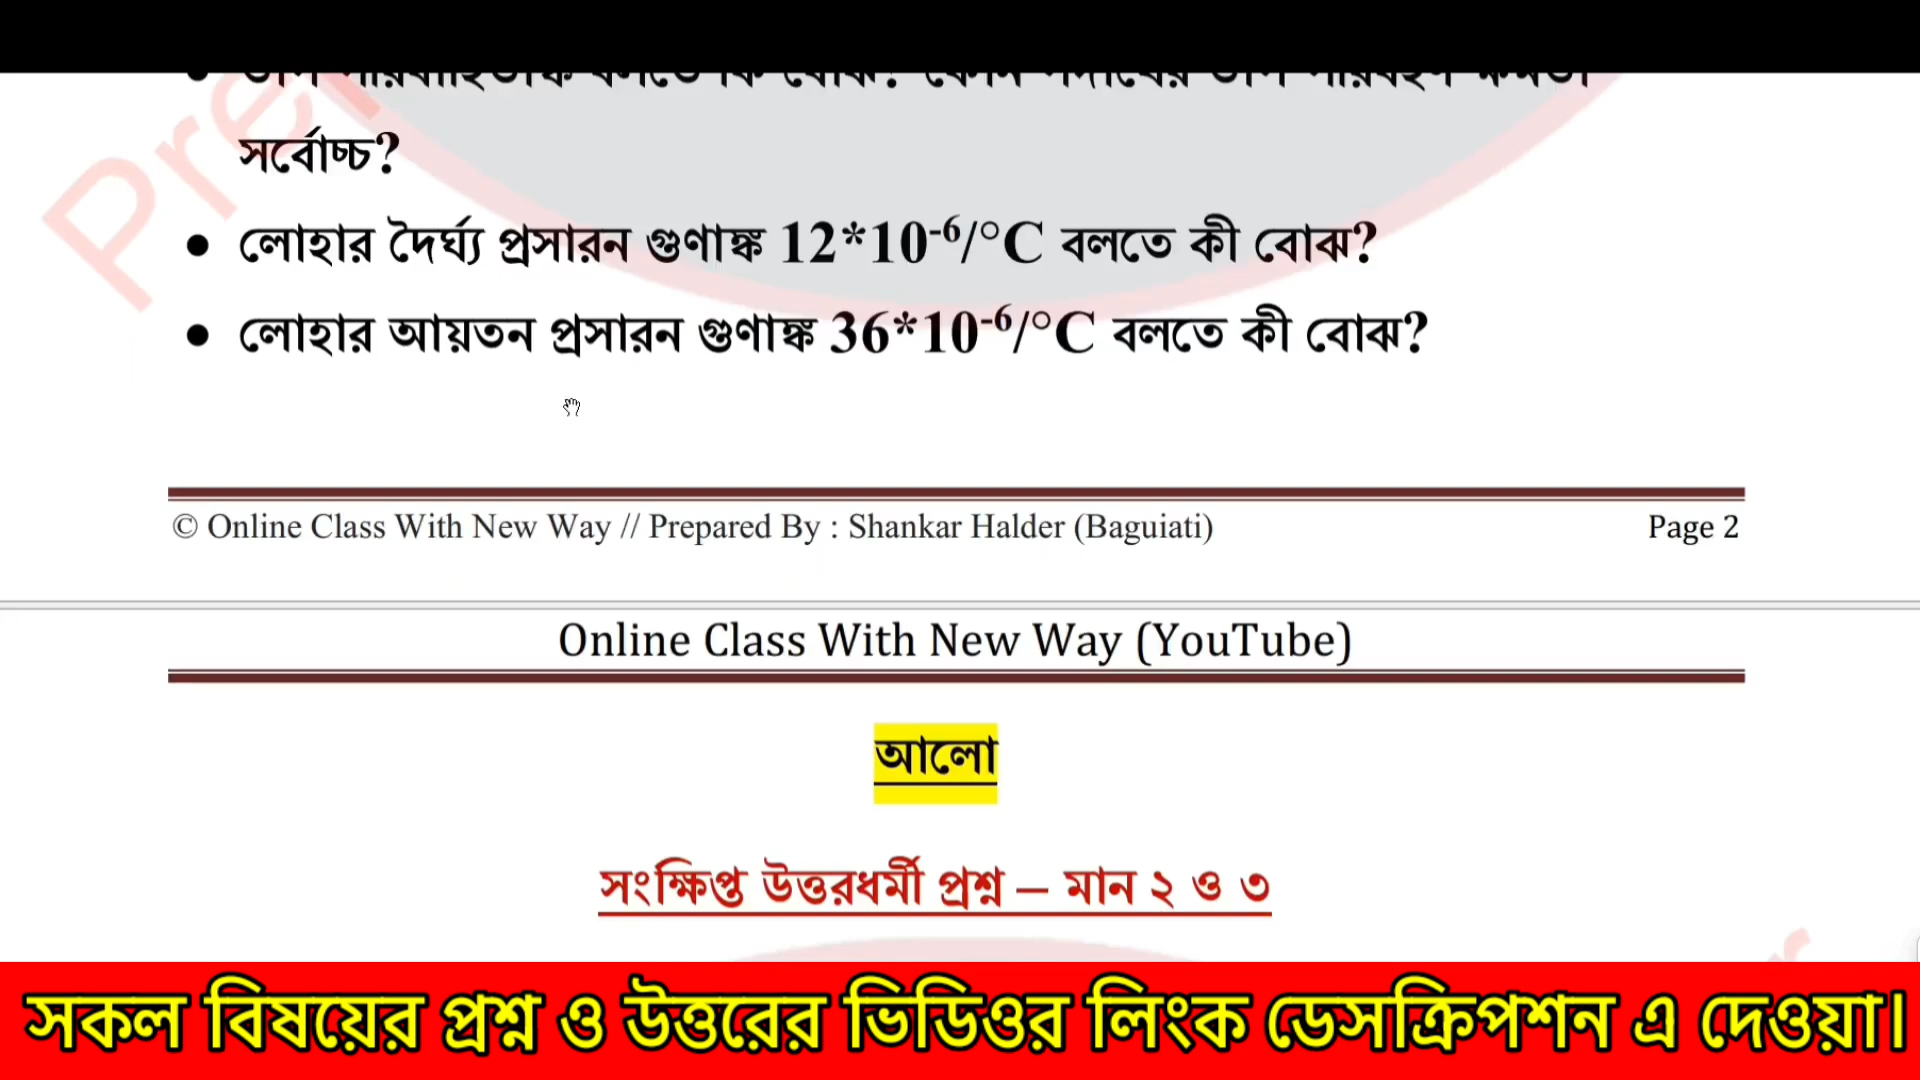 সর্বোচ্চ?
● লোহার দৈর্ঘ্য প্রসারন গুণাঙ্ক 12*10⁻⁶/°C বলতে কী বোঝ?
● লোহার আয়তন প্রসারন গুণাঙ্ক 36*10⁻⁶/°C বলতে কী বোঝ?
© Online Class With New Way // Prepared By : Shankar Halder (Baguiati) Page 2
Online Class With New Way (YouTube)
আলো
সংক্ষিপ্ত উত্তরধর্মী প্রশ্ন – মান ২ ও ৩
সকল বিষয়ের প্রশ্ন ও উত্তরের ভিডিওর লিংক ডেসক্রিপশন এ দেওয়া।